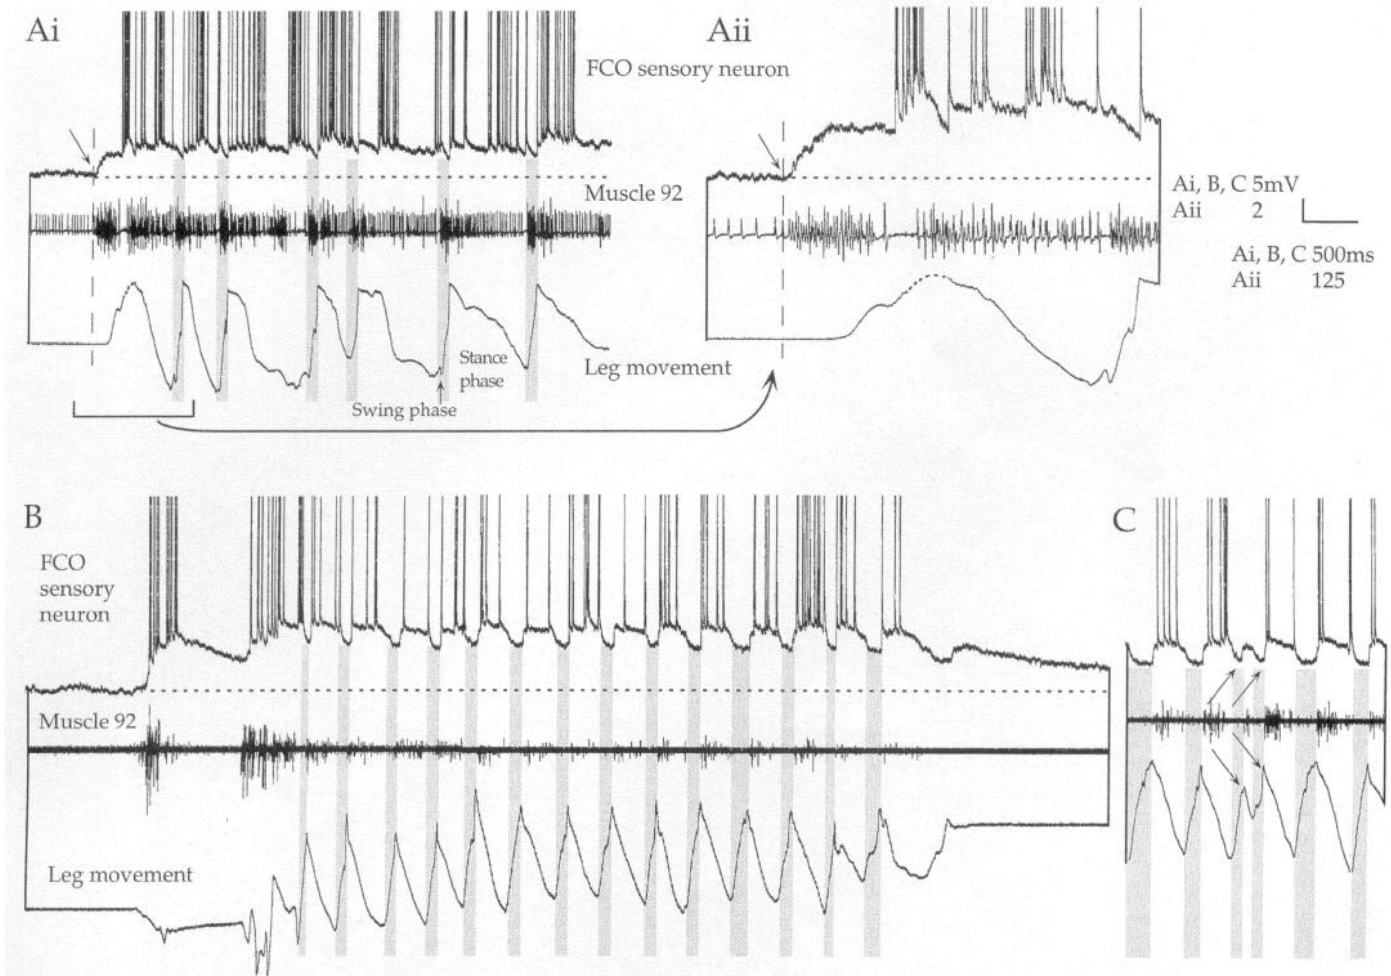 Ai
Aii
FCO sensory neuron
Muscle 92
Ai, B, C 5mV
Aii 2
Ai, B, C 500ms
Aii 125
Stance
phase
Leg movement
Swing phase
B
C
FCO
sensory
neuron
Muscle 92
Leg movement